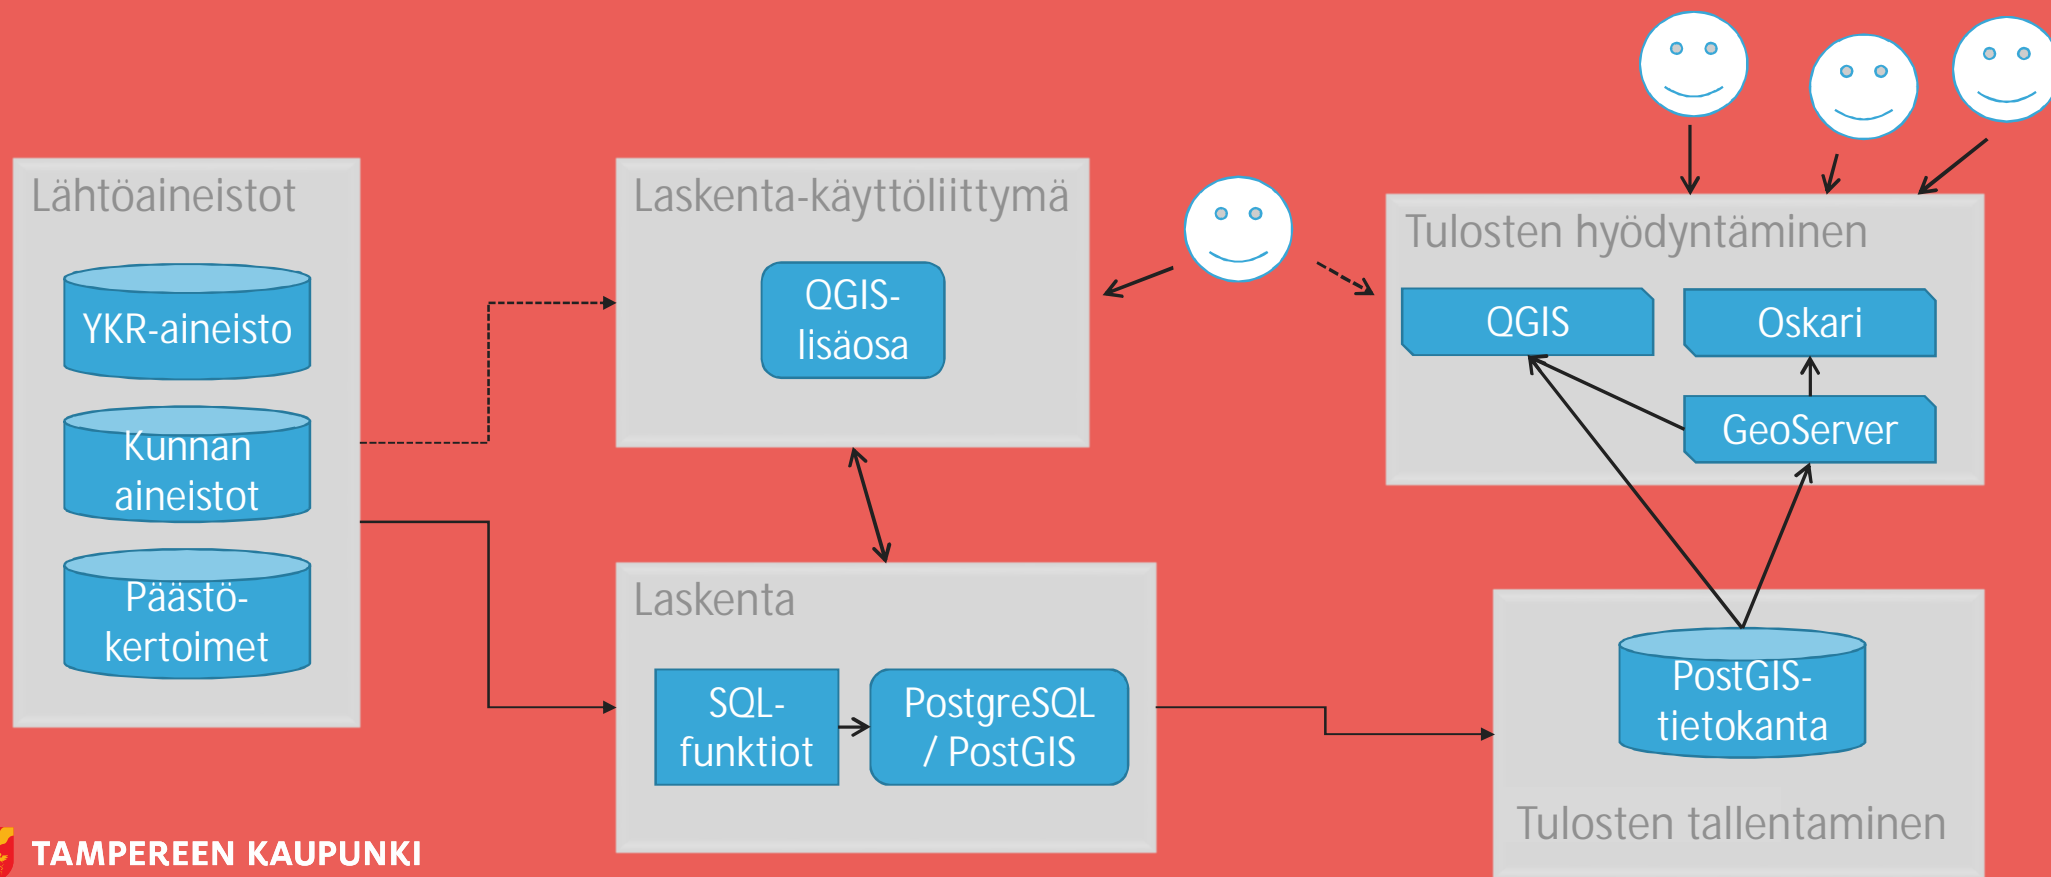 Lähtöaineistot
YKR-aineisto
Kunnan
aineistot
Päästö-
kertoimet
Laskenta-käyttöliittymä
QGIS-
lisäosa
Laskenta
SQL-
funktiot
PostgreSQL
/ PostGIS
Tulosten hyödyntäminen
QGIS
Oskari
GeoServer
PostGIS-
tietokanta
Tulosten tallentaminen
TAMPEREEN KAUPUNKI